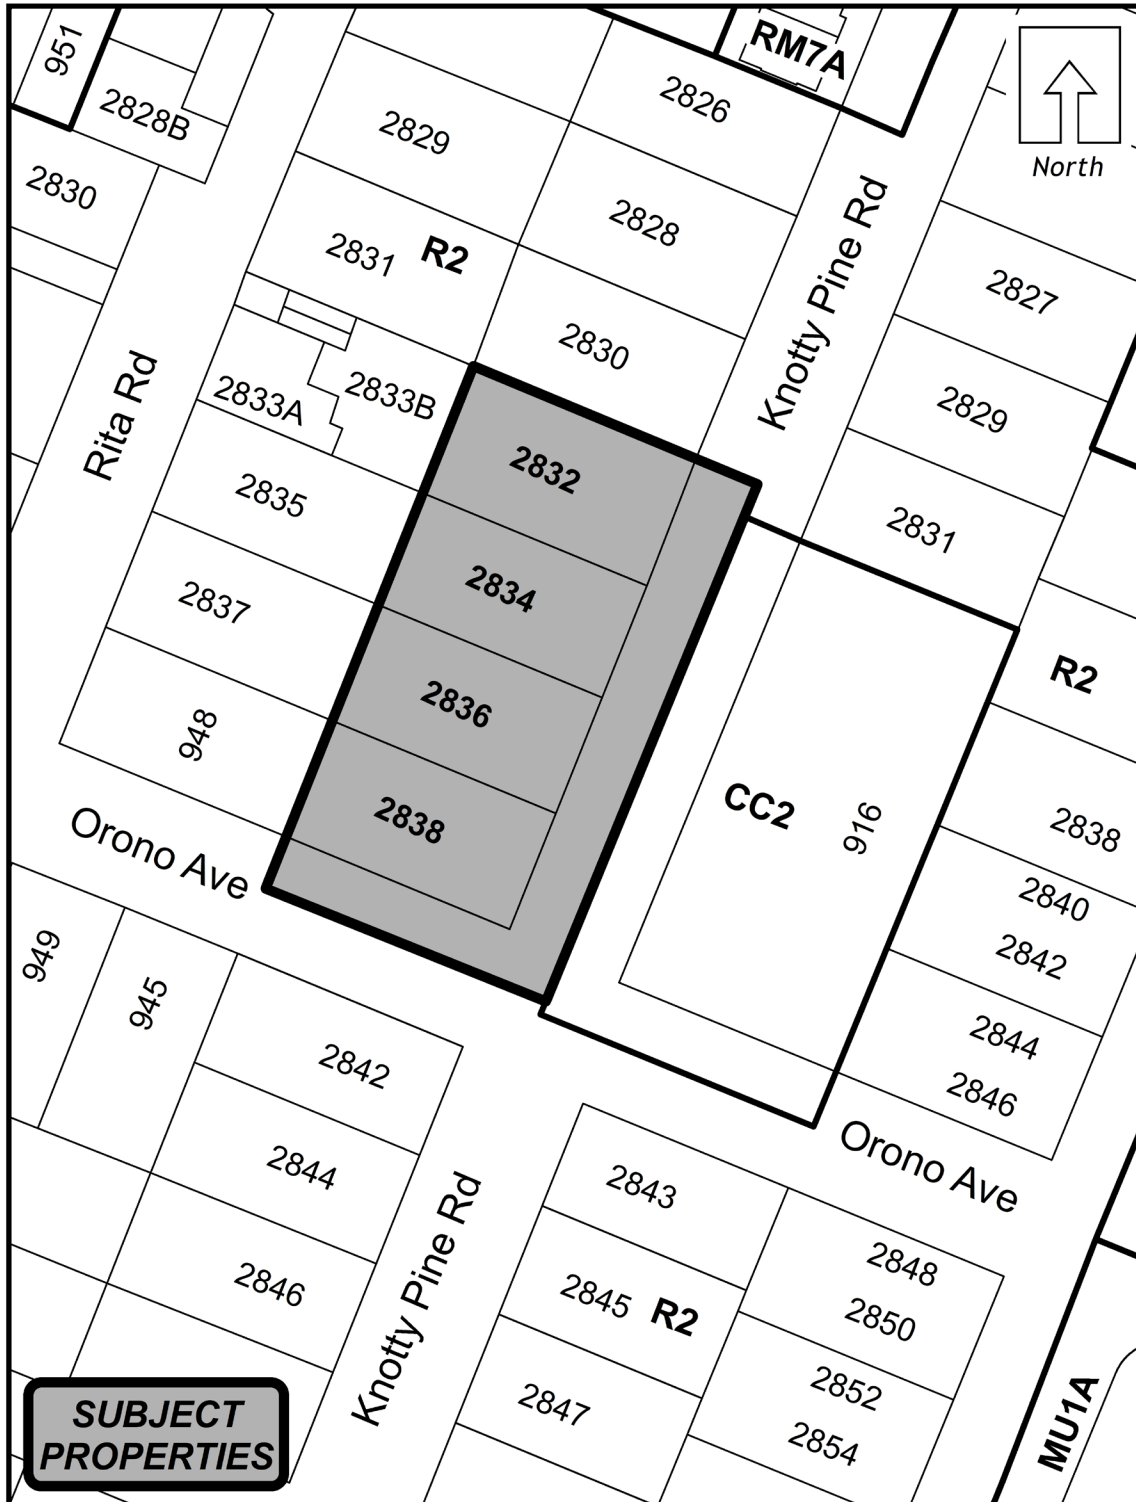 951
RM7A
2828B
2826
2829
North
2830
2828
2831
R2
Knotty Pine Rd
2827
2830
Rita Rd
2833A
2833B
2829
2832
2835
2831
2834
2837
R2
2836
948
CC2
2838
916
2838
Orono Ave
2840
949
945
2842
2842
2844
2846
2844
Orono Ave
2843
2846
Knotty Pine Rd
2848
2845
R2
2850
2852
2847
MU1A
2854
SUBJECT
PROPERTIES